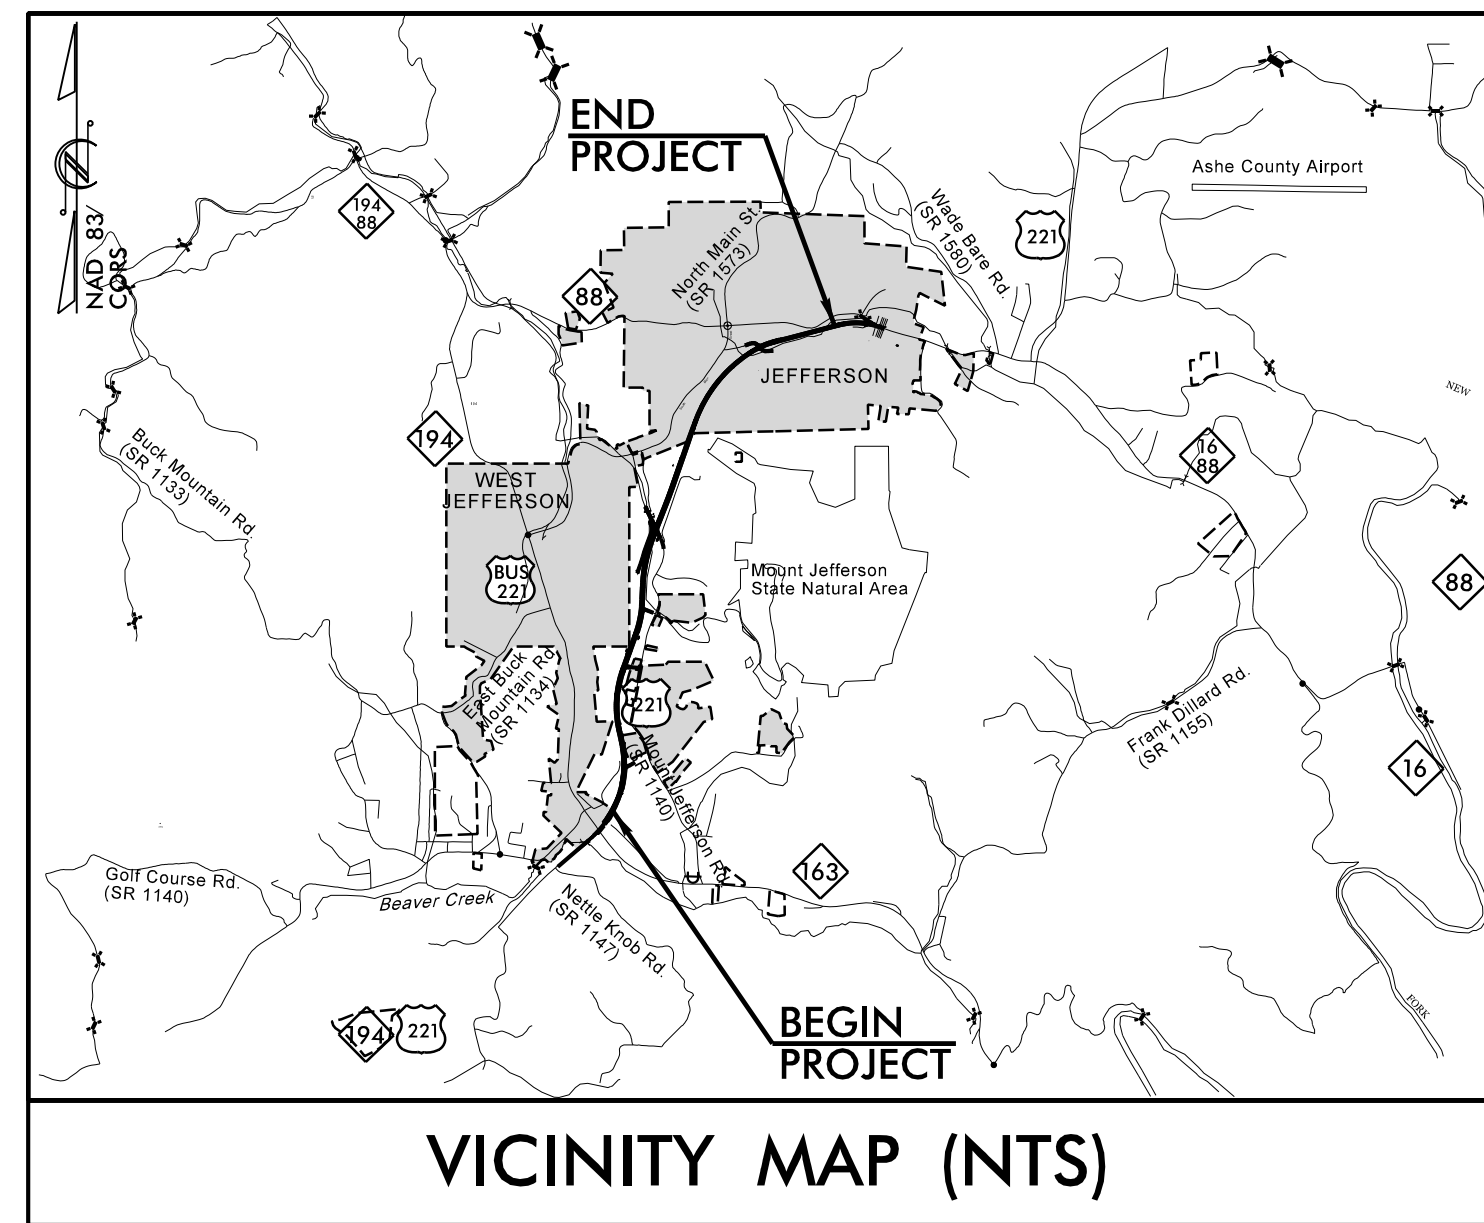 END
PROJECT
Ashe County Airport
194
88
Wade Bare Rd.
(SR 1580)
221
North Main St.
(SR 1573)
NAD 83/
CORS
88
JEFFERSON
NEW
194
16
88
Buck Mountain Rd.
(SR 1133)
WEST
JEFFERSON
BUS
221
Mount Jefferson
State Natural Area
88
East Buck
Mountain Rd.
(SR 1134)
221
Frank Dillard Rd.
(SR 1155)
Mount Jefferson Rd.
(SR 1140)
16
163
Golf Course Rd.
(SR 1140)
Beaver Creek
Nettle Knob Rd.
(SR 1147)
FORK
194
221
BEGIN
PROJECT
VICINITY MAP (NTS)